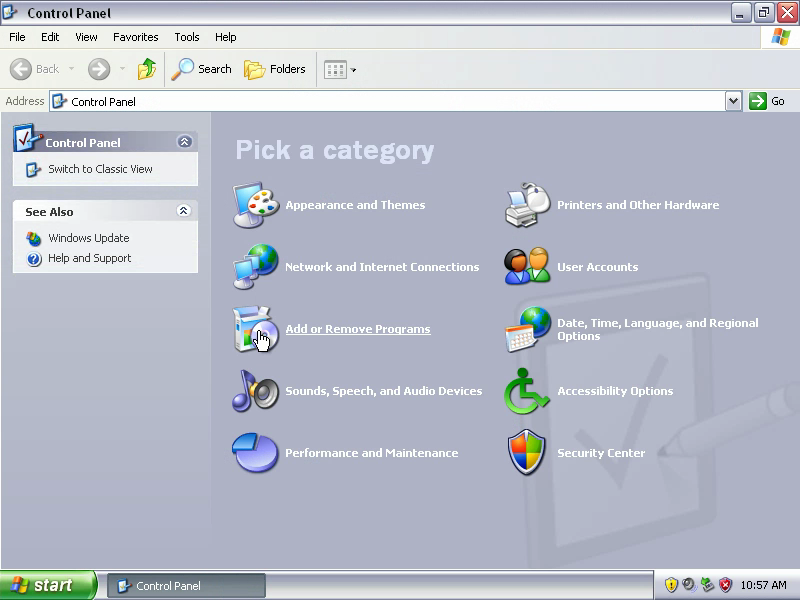 Control Panel
File Edit View Favorites Tools Help
Back Search Folders
Address Control Panel Go
Control Panel
Switch to Classic View
See Also
Windows Update
Help and Support
Pick a category
Appearance and Themes
Printers and Other Hardware
Network and Internet Connections
User Accounts
Add or Remove Programs
Date, Time, Language, and Regional
Options
Sounds, Speech, and Audio Devices
Accessibility Options
Performance and Maintenance
Security Center
start Control Panel 10:57 AM